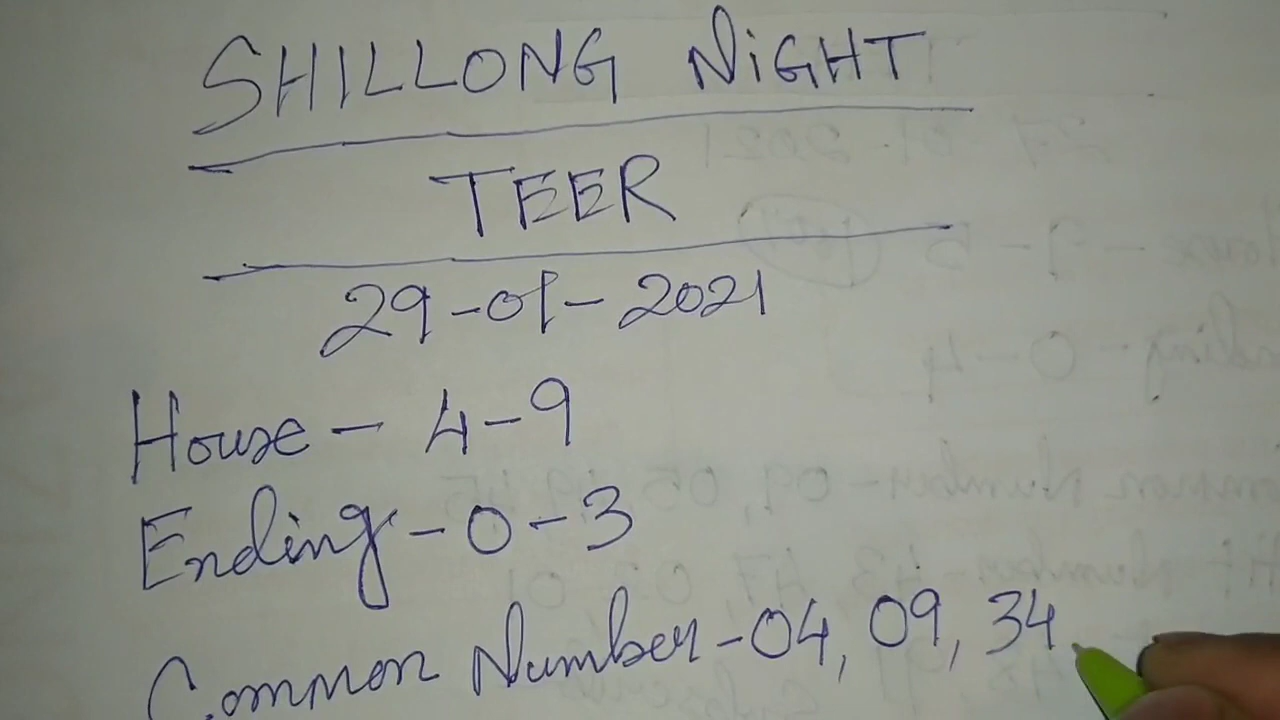 SHILLONG NIGHT
TEER
29-01-2021
House - 4-9
Ending - 0-3
Common Number - 04, 09, 34